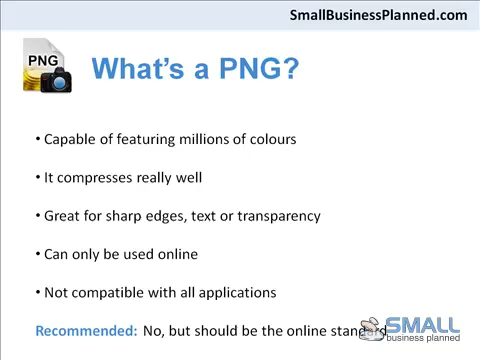 SmallBusinessPlanned.com
PNG
What's a PNG?
• Capable of featuring millions of colours
• It compresses really well
• Great for sharp edges, text or transparency
• Can only be used online
• Not compatible with all applications
Recommended: No, but should be the online standard
SMALL
business planned